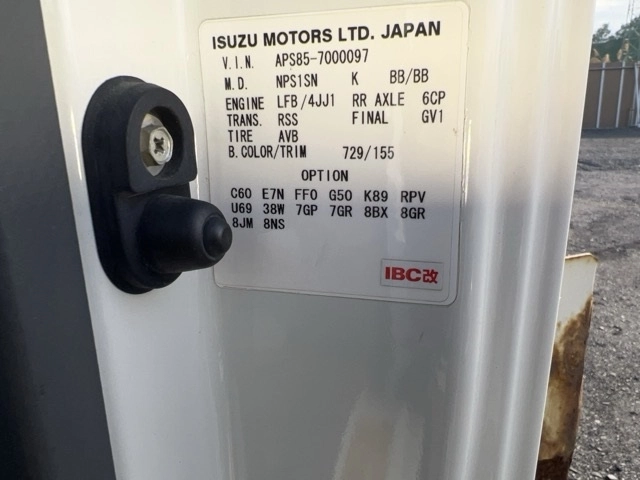 ISUZU MOTORS LTD. JAPAN
V.I.N. APS85-7000097
M.D. NPS1SN K BB/BB
ENGINE LFB/4JJ1 RR AXLE 6CP
TRANS. RSS FINAL GV1
TIRE AVB
B.COLOR/TRIM 729/155
OPTION
C60 E7N FF0 G50 K89 RPV
U69 38W 7GP 7GR 8BX 8GR
8JM 8NS
IBC改